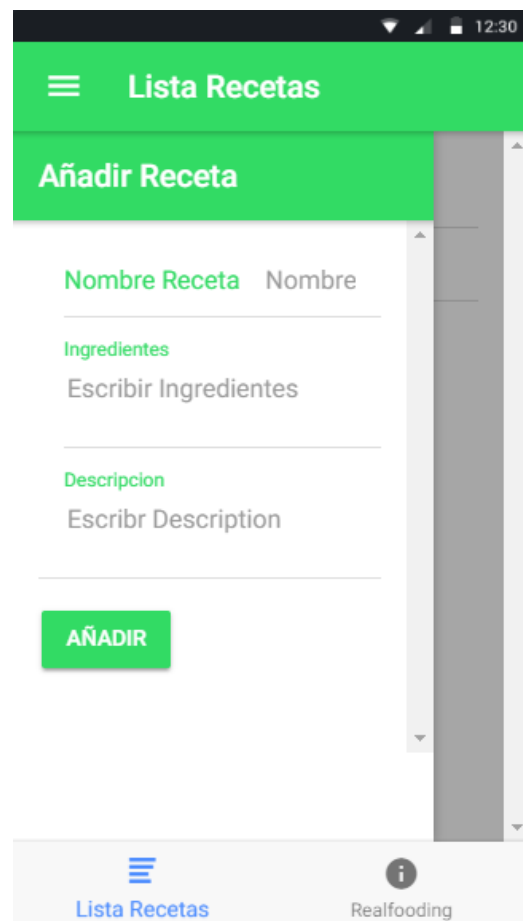 12:30
Lista Recetas
Añadir Receta
Nombre Receta Nombre
Ingredientes
Escribir Ingredientes
Descripcion
Escribr Description
AÑADIR
Lista Recetas Realfooding